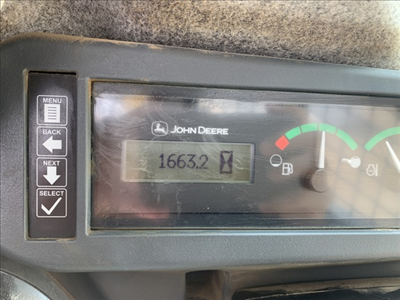 MENU
BACK
NEXT
SELECT
JOHN DEERE
1663.2